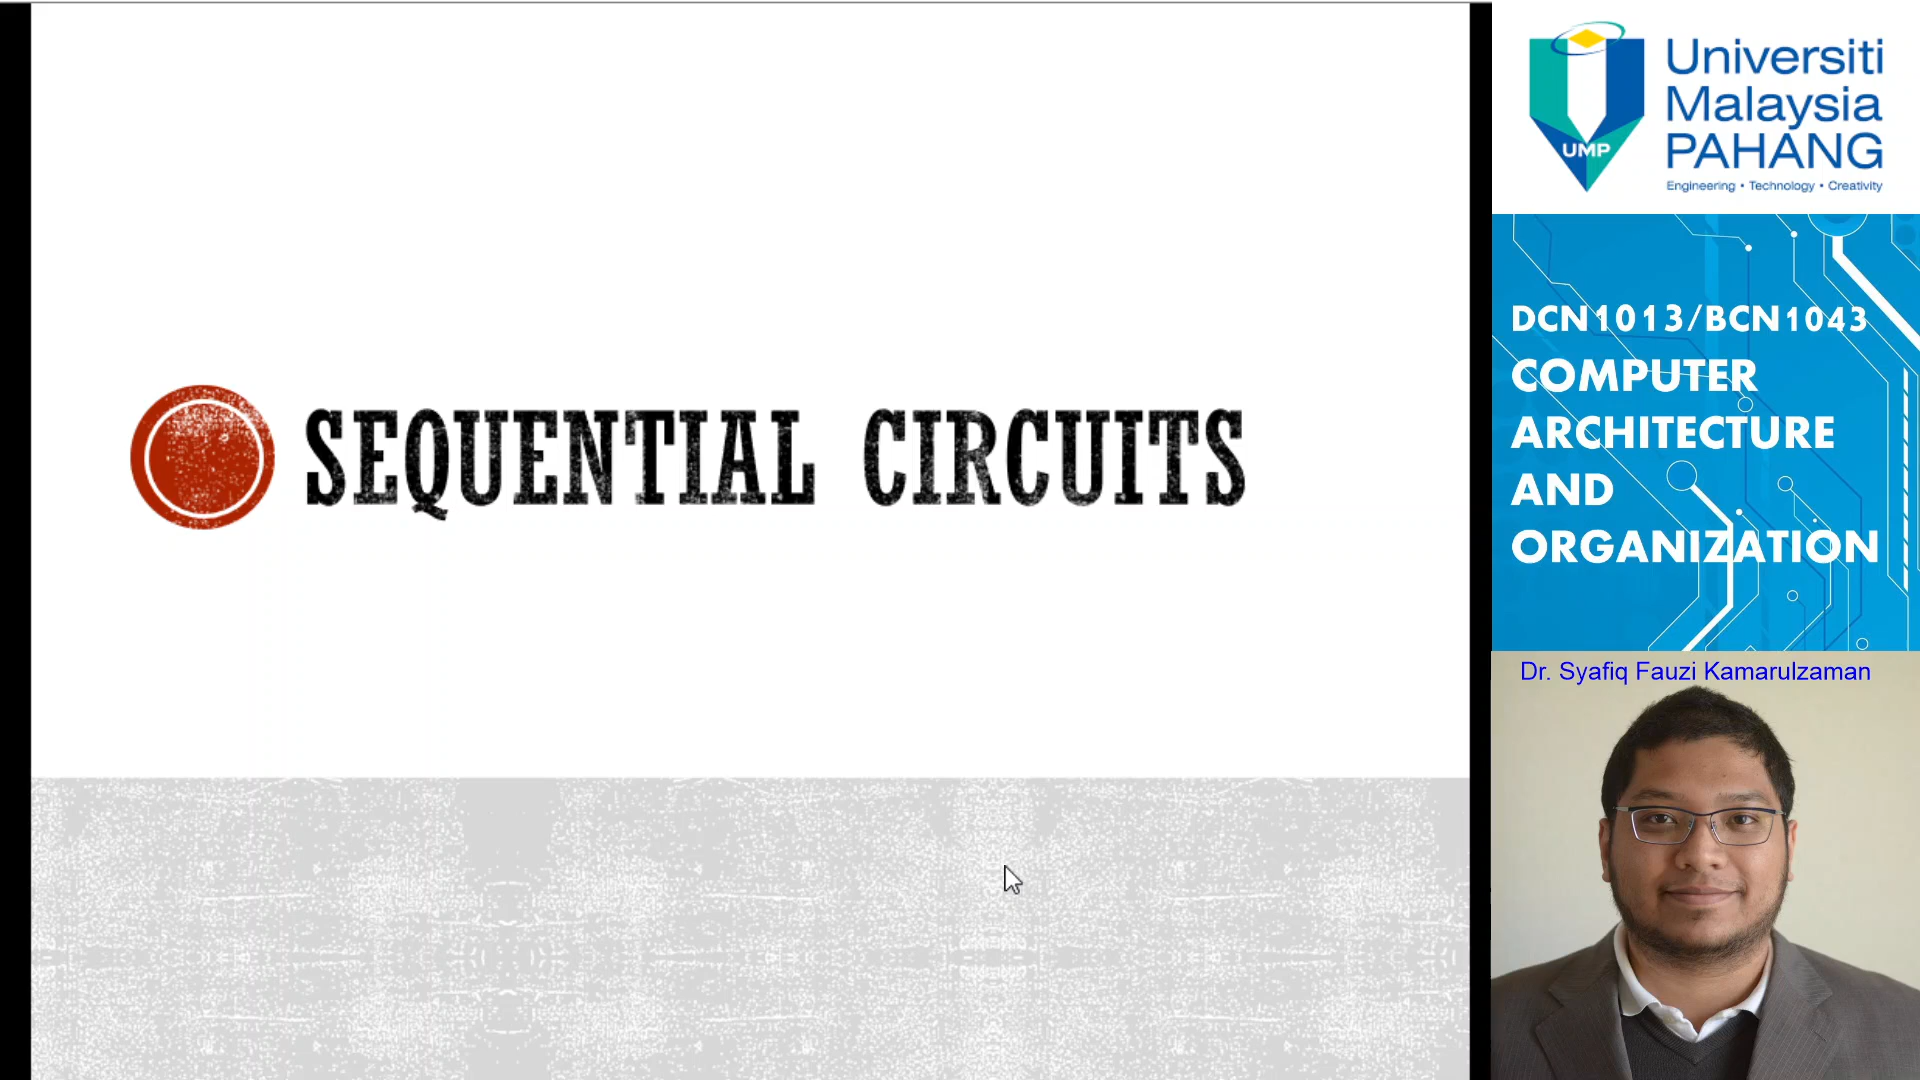 SEQUENTIAL CIRCUITS
UMP
Universiti
Malaysia
PAHANG
Engineering • Technology • Creativity
DCN1013/BCN1043
COMPUTER
ARCHITECTURE
AND
ORGANIZATION
Dr. Syafiq Fauzi Kamarulzaman